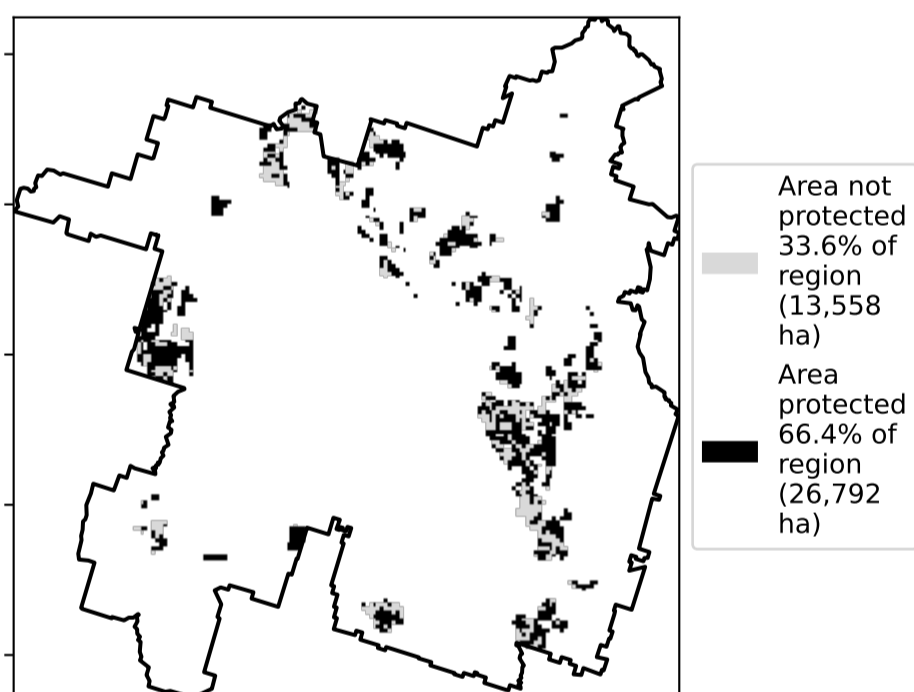 Area not
protected
33.6% of
region
(13,558
ha)
Area
protected
66.4% of
region
(26,792
ha)